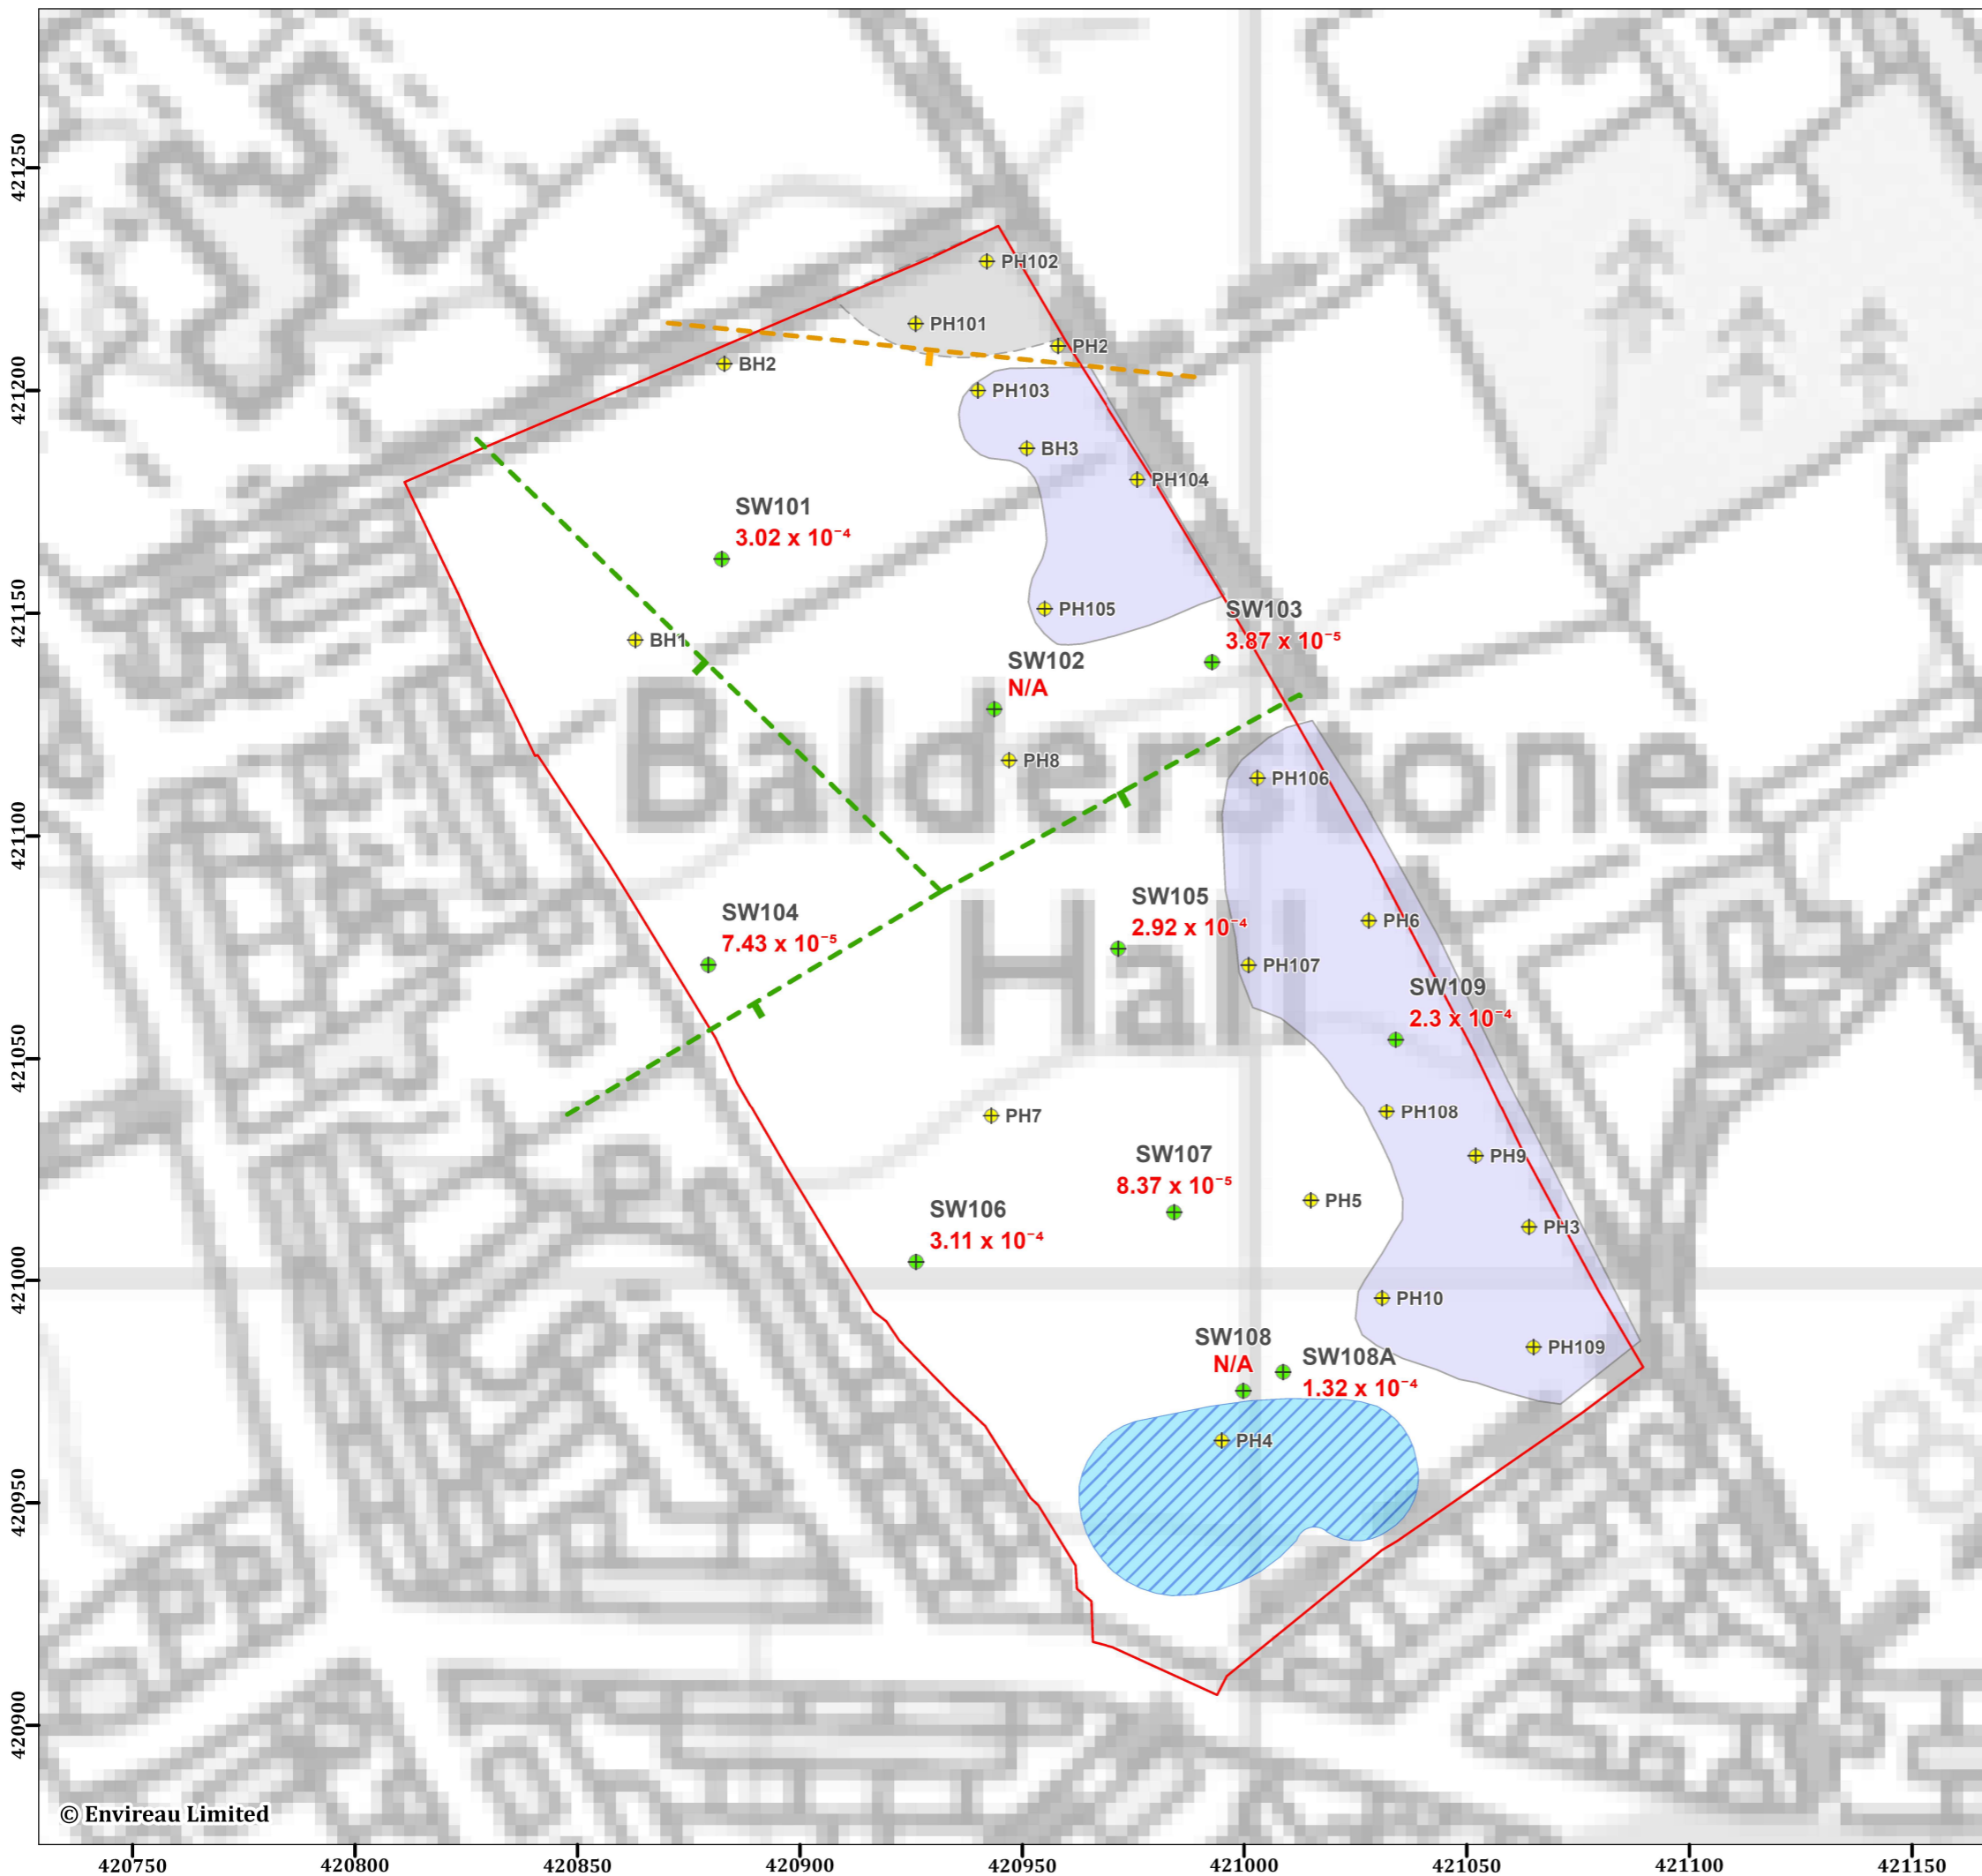 421250
421200
421150
421100
421050
421000
420950
420900
PH102
PH101
PH2
BH2
PH103
BH3
PH104
SW101
3.02 x 10⁻⁴
PH105
SW103
3.87 x 10⁻⁵
BH1
SW102
N/A
PH8
Balderstone
Hall
PH106
SW105
2.92 x 10⁻⁴
SW104
7.43 x 10⁻⁵
PH6
PH107
SW109
2.3 x 10⁻⁴
PH108
PH7
SW107
8.37 x 10⁻⁵
PH9
PH5
SW106
3.11 x 10⁻⁴
PH3
PH10
SW108
N/A
PH109
SW108A
1.32 x 10⁻⁴
PH4
© Envireau Limited
420750 420800 420850 420900 420950 421000 421050 421100 421150